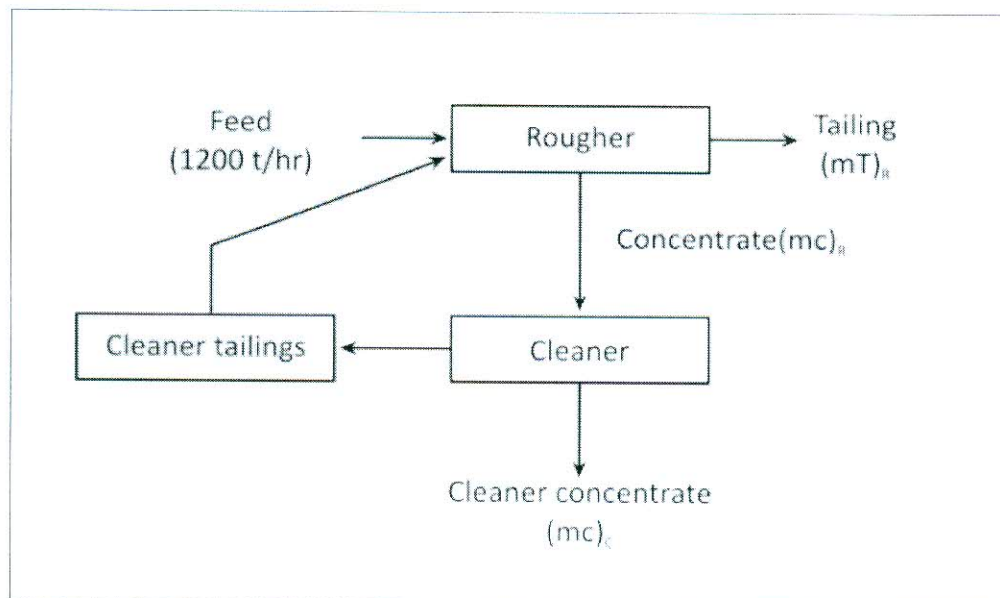 Feed
(1200 t/hr)
Rougher
Tailing
(mT)R
Concentrate(mc)R
Cleaner tailings
Cleaner
Cleaner concentrate
(mc)C